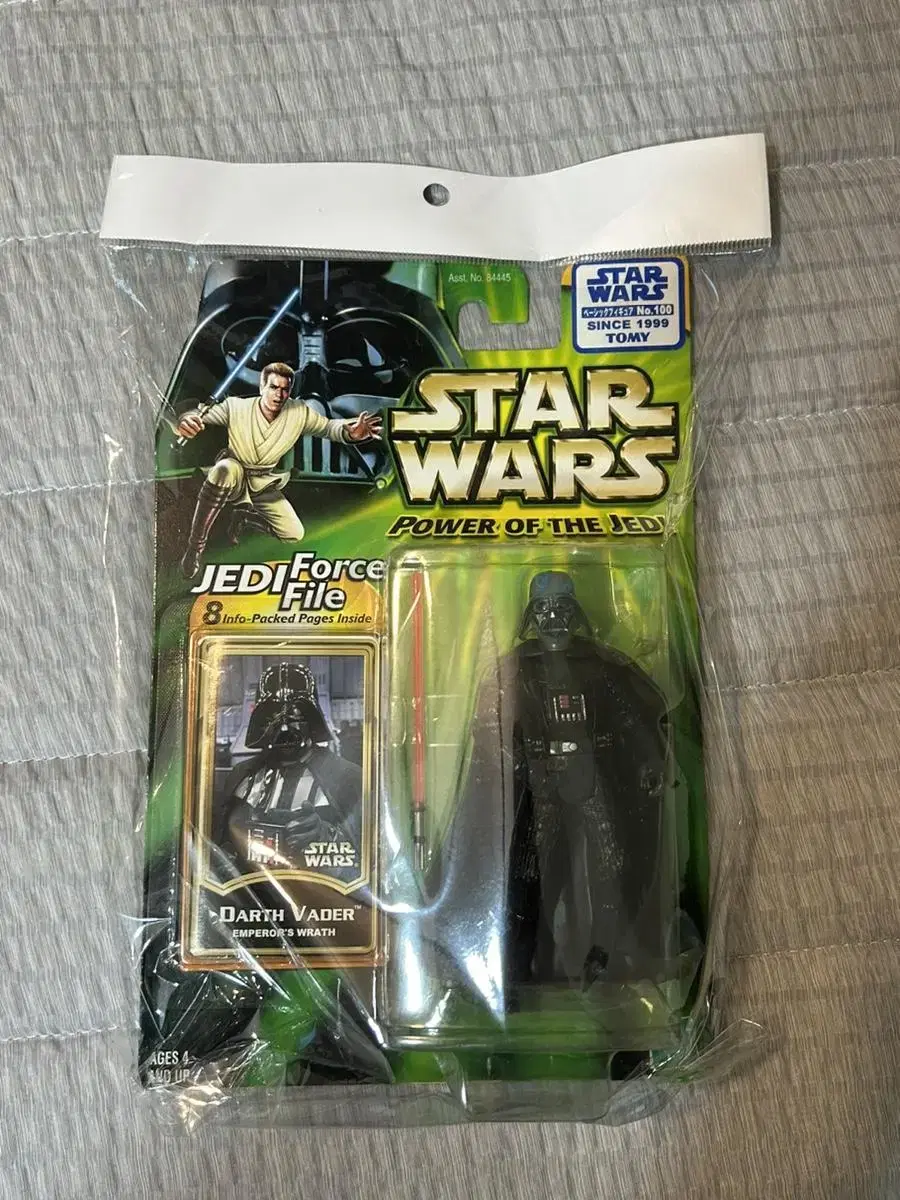 Asst. No. 84445
STAR
WARS
ベーシックフィギュア No.100
SINCE 1999
TOMY
STAR
WARS
POWER OF THE JEDI
JEDI Force
File
8 Info-Packed Pages Inside
STAR
WARS®
DARTH VADER™
EMPEROR'S WRATH
AGES 4
AND UP